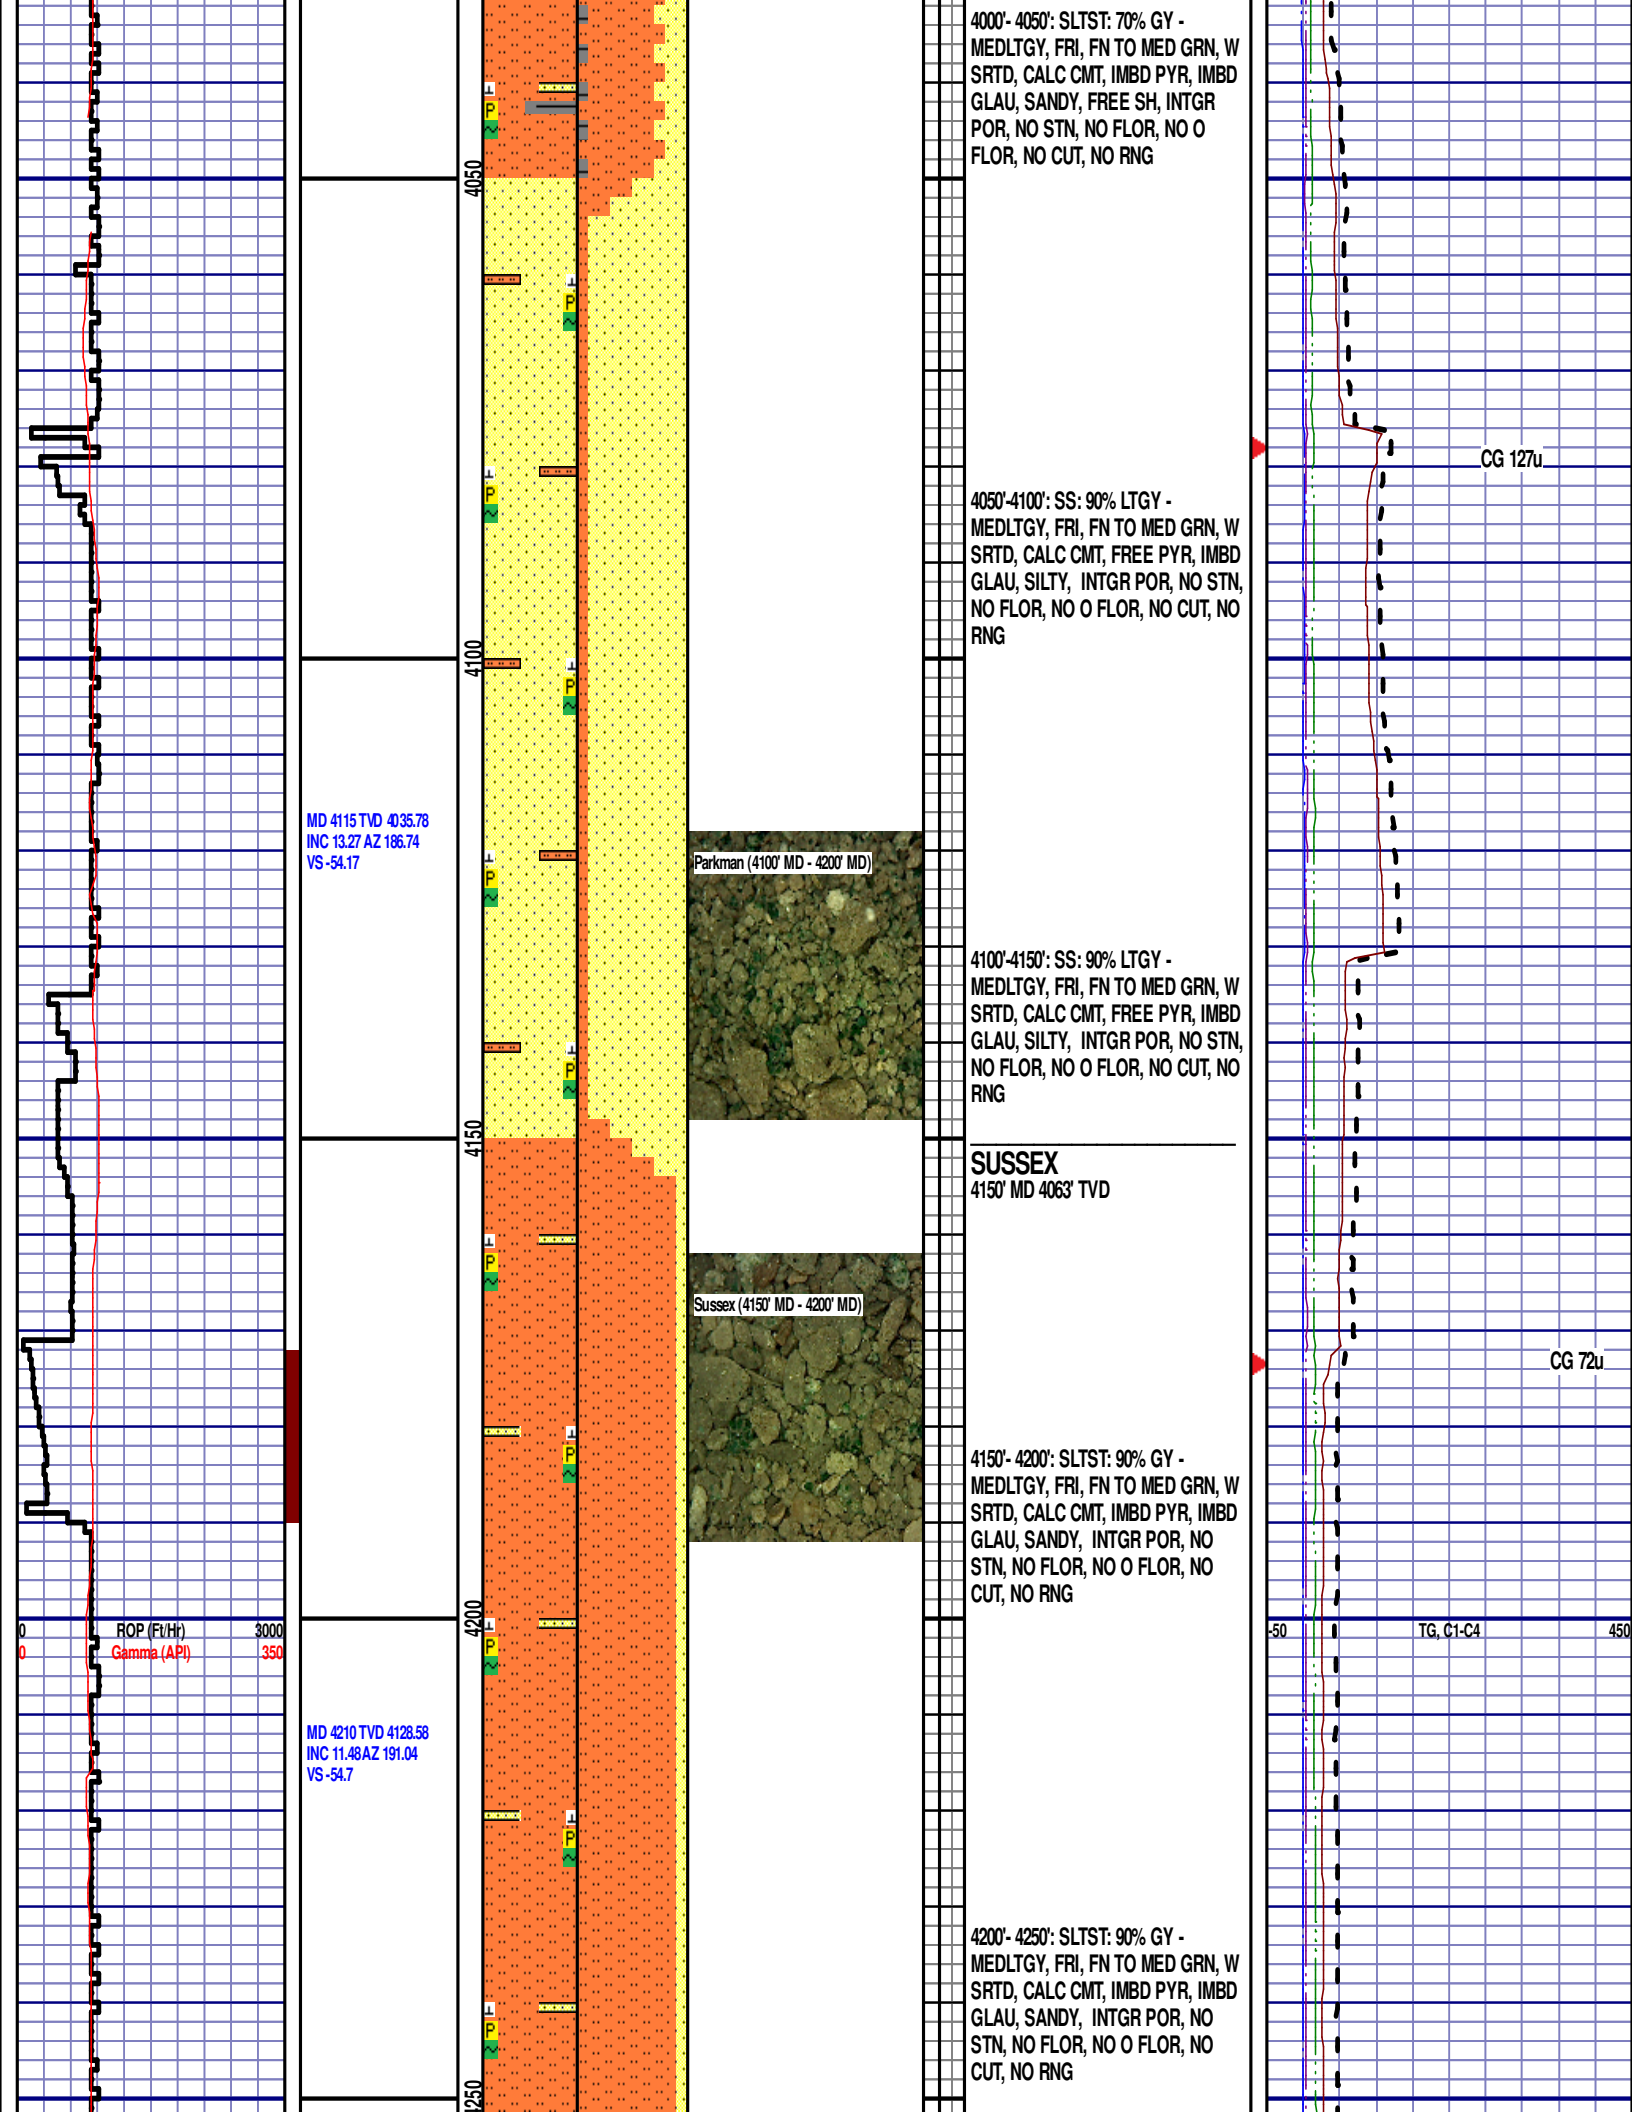 4000'- 4050': SLTST: 70% GY -
MEDLTGY, FRI, FN TO MED GRN, W
SRTD, CALC CMT, IMBD PYR, IMBD
GLAU, SANDY, FREE SH, INTGR
POR, NO STN, NO FLOR, NO O
FLOR, NO CUT, NO RNG
P
4050
P
CG 127u
P
4050'-4100': SS: 90% LTGY -
MEDLTGY, FRI, FN TO MED GRN, W
SRTD, CALC CMT, FREE PYR, IMBD
GLAU, SILTY, INTGR POR, NO STN,
NO FLOR, NO O FLOR, NO CUT, NO
RNG
4100
P
MD 4115 TVD 4035.78
INC 13.27 AZ 186.74
VS -54.17
Parkman (4100' MD - 4200' MD)
P
4100'-4150': SS: 90% LTGY -
MEDLTGY, FRI, FN TO MED GRN, W
SRTD, CALC CMT, FREE PYR, IMBD
GLAU, SILTY, INTGR POR, NO STN,
NO FLOR, NO O FLOR, NO CUT, NO
RNG
P
4150
SUSSEX
4150' MD 4063' TVD
P
Sussex (4150' MD - 4200' MD)
CG 72u
P
4150'- 4200': SLTST: 90% GY -
MEDLTGY, FRI, FN TO MED GRN, W
SRTD, CALC CMT, IMBD PYR, IMBD
GLAU, SANDY, INTGR POR, NO
STN, NO FLOR, NO O FLOR, NO
CUT, NO RNG
4200
0 ROP (Ft/Hr) 3000
0 Gamma (API) 350
-50 TG, C1-C4 450
P
MD 4210 TVD 4128.58
INC 11.48 AZ 191.04
VS -54.7
P
4200'- 4250': SLTST: 90% GY -
MEDLTGY, FRI, FN TO MED GRN, W
SRTD, CALC CMT, IMBD PYR, IMBD
GLAU, SANDY, INTGR POR, NO
STN, NO FLOR, NO O FLOR, NO
CUT, NO RNG
P
4250